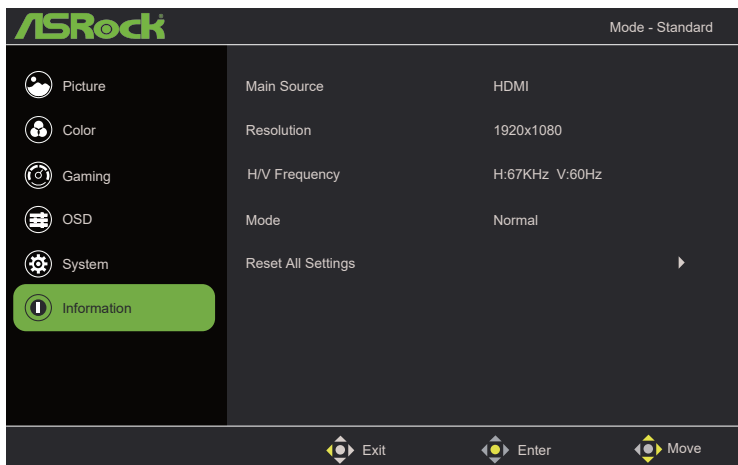 ASRock Mode - Standard
Picture Main Source HDMI
Color Resolution 1920x1080
Gaming H/V Frequency H:67KHz V:60Hz
OSD Mode Normal
System Reset All Settings
Information
Exit Enter Move